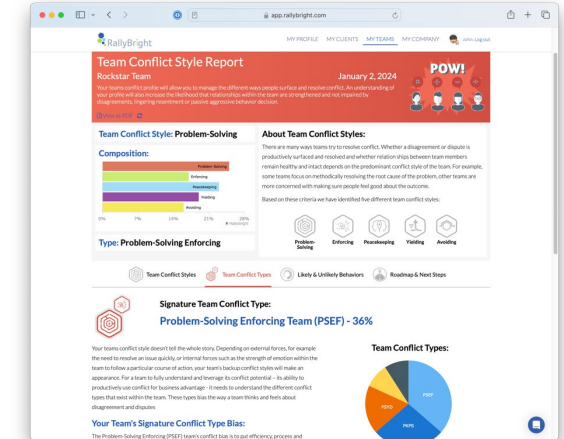 app.rallybright.com
RallyBright
MY PROFILE MY CLIENTS MY TEAMS MY COMPANY John Logout
Team Conflict Style Report
Rockstar Team
January 2, 2024
POW!
Your teams conflict profile will allow you to manage the different ways people surface and resolve conflict. An understanding of
your profile will also increase the likelihood that relationships within the team are strengthened and not impaired by
disagreements, lingering resentment or passive aggressive behavior
decision.
View as PDF
Team Conflict Style: Problem-Solving
Composition:
Problem-Solving
Enforcing
Peacekeeping
Yielding
Avoiding
0% 7% 14% 21% 28%
Type: Problem-Solving Enforcing
About Team Conflict Styles:
There are many ways teams try to resolve conflict. Whether a disagreement or dispute is
productively surfaced and resolved and whether relation ships between team members
remain healthy and intact depends on the predominant conflict style of the team. For example,
some teams focus on methodically resolving the root cause of the problem, other teams are
more concerned with making sure people feel good about the outcome.
Based on these criteria we have identified five different team conflict styles:
Problem-
Solving
Enforcing
Peacekeeping
Yielding
Avoiding
Team Conflict Styles
Team Conflict Types
Likely & Unlikely Behaviors
Roadmap & Next Steps
Signature Team Conflict Type:
Problem-Solving Enforcing Team (PSEF) - 36%
Your teams conflict style doesn't tell the whole story. Depending on external forces, for example
the need to resolve an issue quickly, or internal forces such as the strength of emotion within the
team to follow a particular course of action, your team's backup conflict styles will make an
appearance. For a team to fully understand and leverage its conflict potential – its ability to
productively use conflict for business advantage - it needs to understand the different conflict
types that exist within the team. These types bias the way a team thinks and feels about
disagreement and disputes
Team Conflict Types:
PSEF
PSYD
PKPS
Your Team's Signature Conflict Type Bias:
The Problem-Solving Enforcing (PSEF) team's conflict bias is to put efficiency, process and